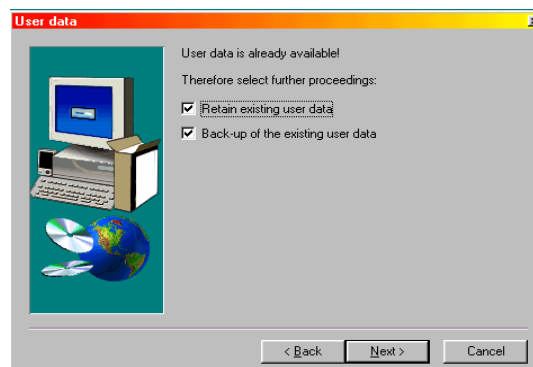 User data
User data is already available!
Therefore select further proceedings:
Retain existing user data
Back-up of the existing user data
< Back
Next >
Cancel